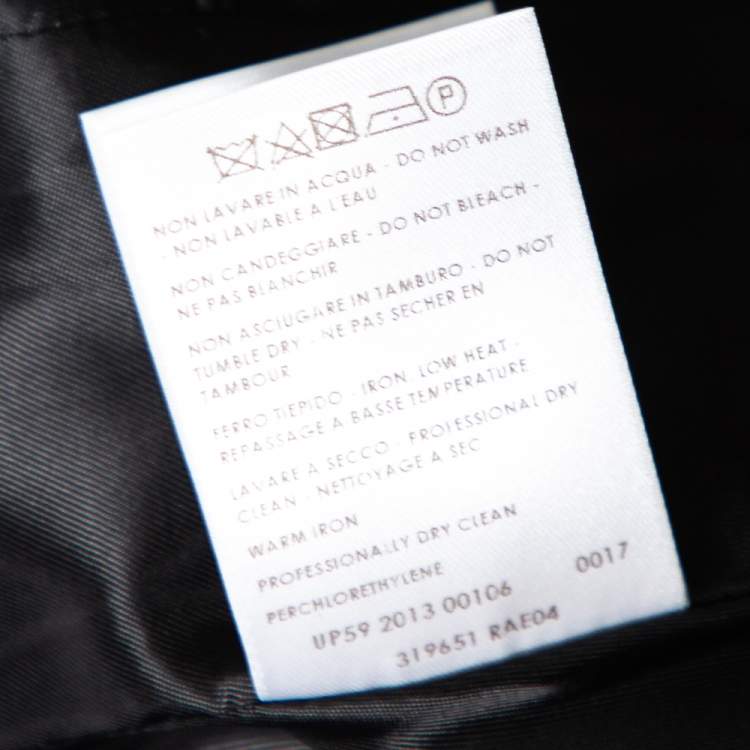 P
NON LAVARE IN ACQUA - DO NOT WASH
- NON LAVABLE A L'EAU
NON CANDEGGIARE - DO NOT BLEACH -
NE PAS BLANCHIR
NON ASCIUGARE IN TAMBURO - DO NOT
TUMBLE DRY - NE PAS SECHER EN
TAMBOUR
FERRO TIEPIDO - IRON, LOW HEAT -
REPASSAGE A BASSE TEMPERATURE
LAVARE A SECCO - PROFESSIONAL DRY
CLEAN - NETTOYAGE A SEC
WARM IRON
PROFESSIONALLY DRY CLEAN
PERCHLORETHYLENE
UP59 2013 00106 0017
319651 RAE04